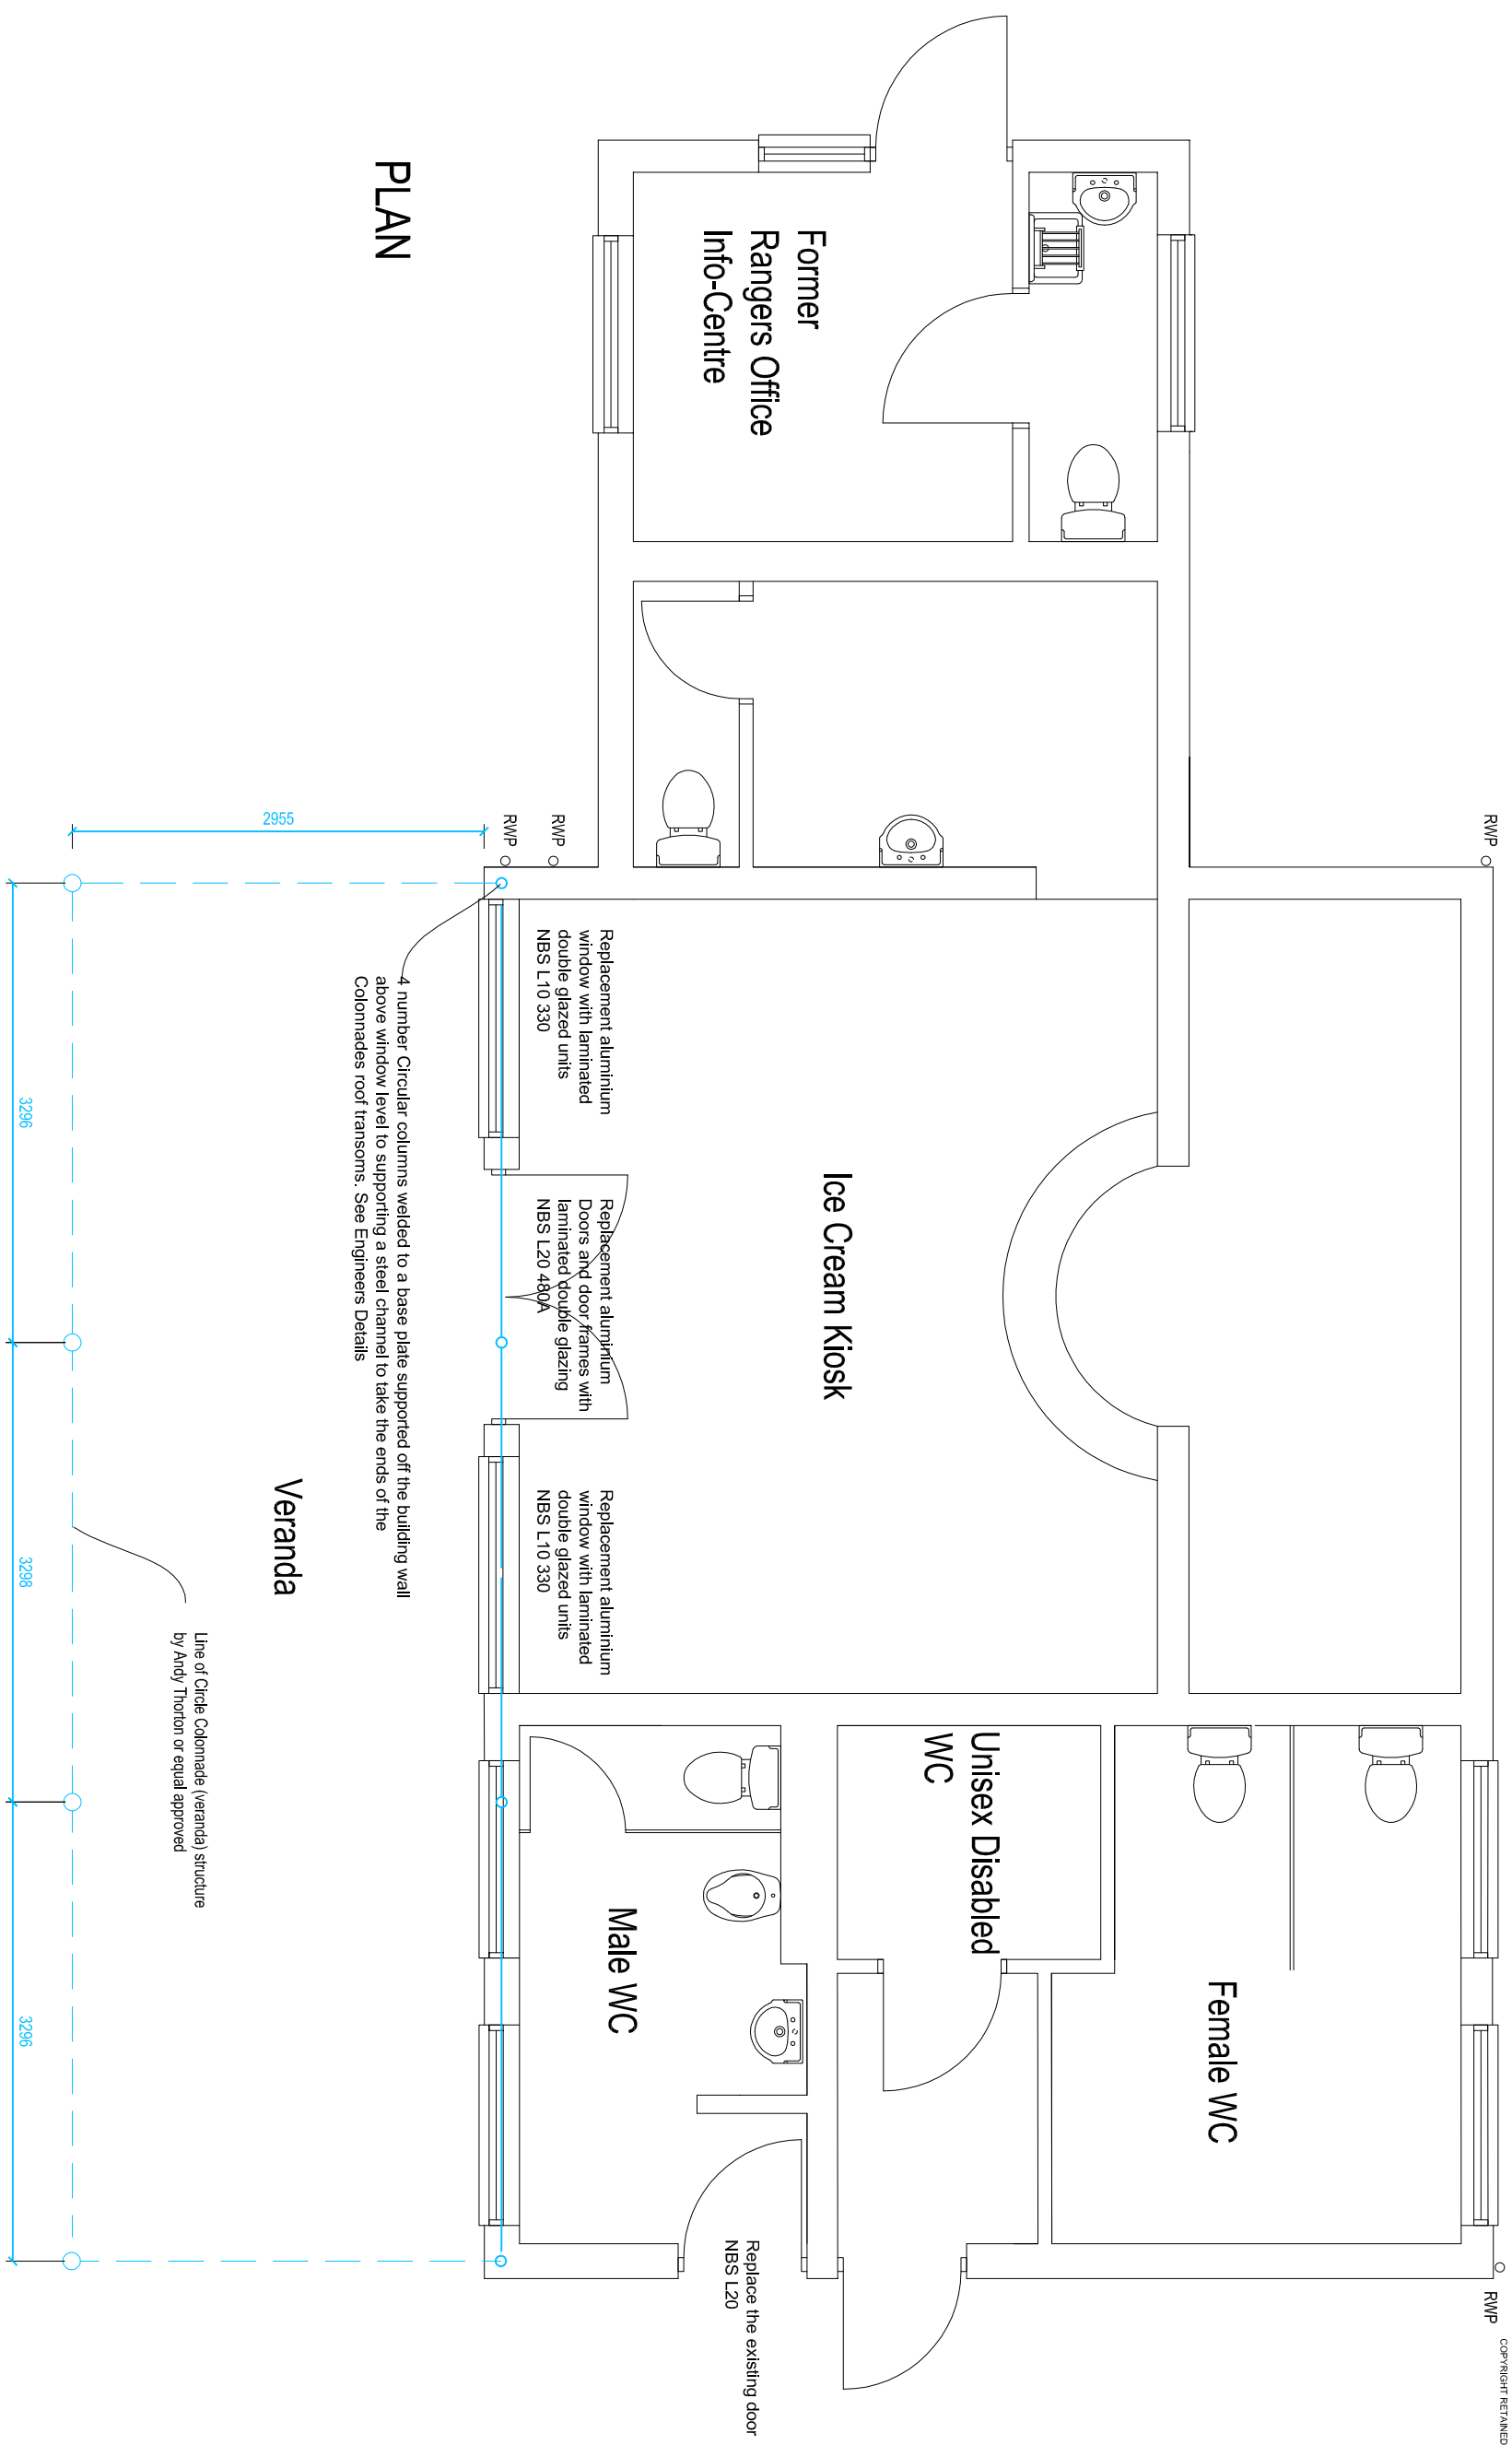 PLAN
Former
Rangers Office
Info-Centre
RWP
RWP
RWP
2955
Replacement aluminium
window with laminated
double glazed units
NBS L10 330
4 number Circular columns welded to a base plate supported off the building wall
above window level to supporting a steel channel to take the ends of the
Colonnades roof transoms. See Engineers Details
Replacement aluminium
Doors and door frames with
laminated double glazing
NBS L20 480A
Ice Cream Kiosk
Replacement aluminium
window with laminated
double glazed units
NBS L10 330
Veranda
Line of Circle Colonnade (veranda) structure
by Andy Thorton or equal approved
3296
3298
3296
Unisex Disabled
WC
Male WC
Female WC
Replace the existing door
NBS L20
RWP
COPYRIGHT RETAINED